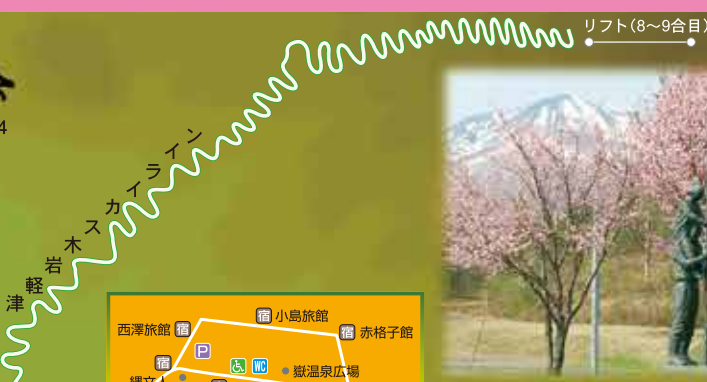 リフト(8〜9合目)
4
津軽岩木スカイライン
宿 小島旅館
西澤旅館 宿
宿 赤格子館
P
宿
WC
嶽温泉広場